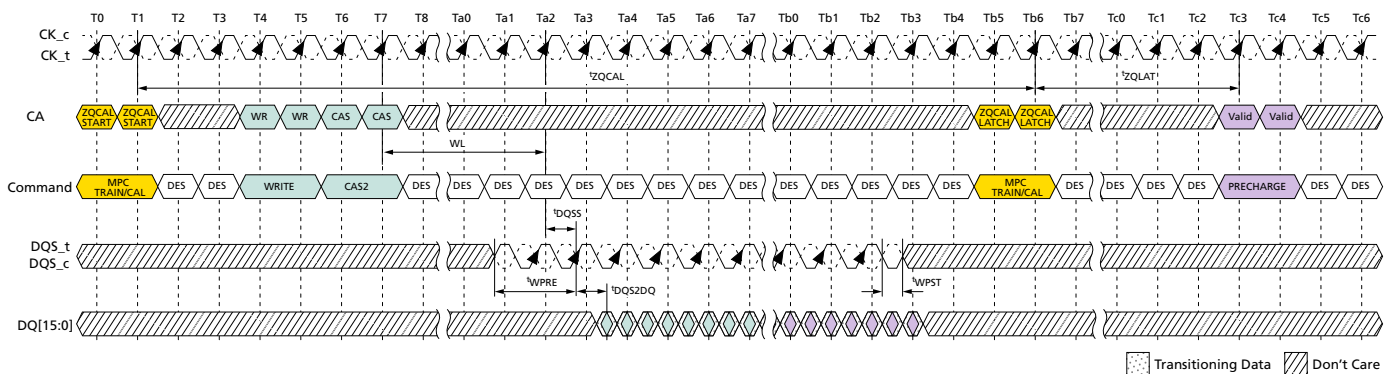 T0 T1 T2 T3 T4 T5 T6 T7 T8 Ta0 Ta1 Ta2 Ta3 Ta4 Ta5 Ta6 Ta7 Tb0 Tb1 Tb2 Tb3 Tb4 Tb5 Tb6 Tb7 Tc0 Tc1 Tc2 Tc3 Tc4 Tc5 Tc6
CK_c
CK_t
tZQCAL tZQLAT
CA ZQCAL START ZQCAL START WR WR CAS CAS ZQCAL LATCH ZQCAL LATCH Valid Valid
WL
Command MPC TRAIN/CAL DES DES WRITE CAS2 DES DES DES DES DES DES DES DES DES DES DES DES DES DES MPC TRAIN/CAL DES DES DES DES PRECHARGE DES DES
tDQSS
DQS_t
DQS_c
tWPRE tDQS2DQ tWPST
DQ[15:0]
Transitioning Data Don't Care